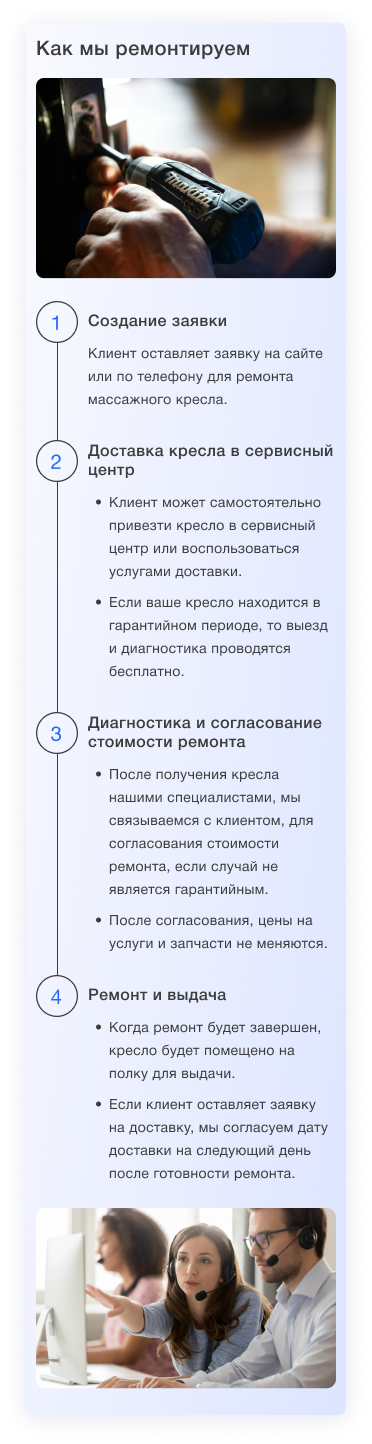 Как мы ремонтируем
makita
1
Создание заявки
Клиент оставляет заявку на сайте
или по телефону для ремонта
массажного кресла.
2
Доставка кресла в сервисный
центр
• Клиент может самостоятельно
привезти кресло в сервисный
центр или воспользоваться
услугами доставки.
• Если ваше кресло находится в
гарантийном периоде, то выезд
и диагностика проводятся
бесплатно.
3
Диагностика и согласование
стоимости ремонта
• После получения кресла
нашими специалистами, мы
связываемся с клиентом, для
согласования стоимости
ремонта, если случай не
является гарантийным.
• После согласования, цены на
услуги и запчасти не меняются.
4
Ремонт и выдача
• Когда ремонт будет завершен,
кресло будет помещено на
полку для выдачи.
• Если клиент оставляет заявку
на доставку, мы согласуем дату
доставки на следующий день
после готовности ремонта.